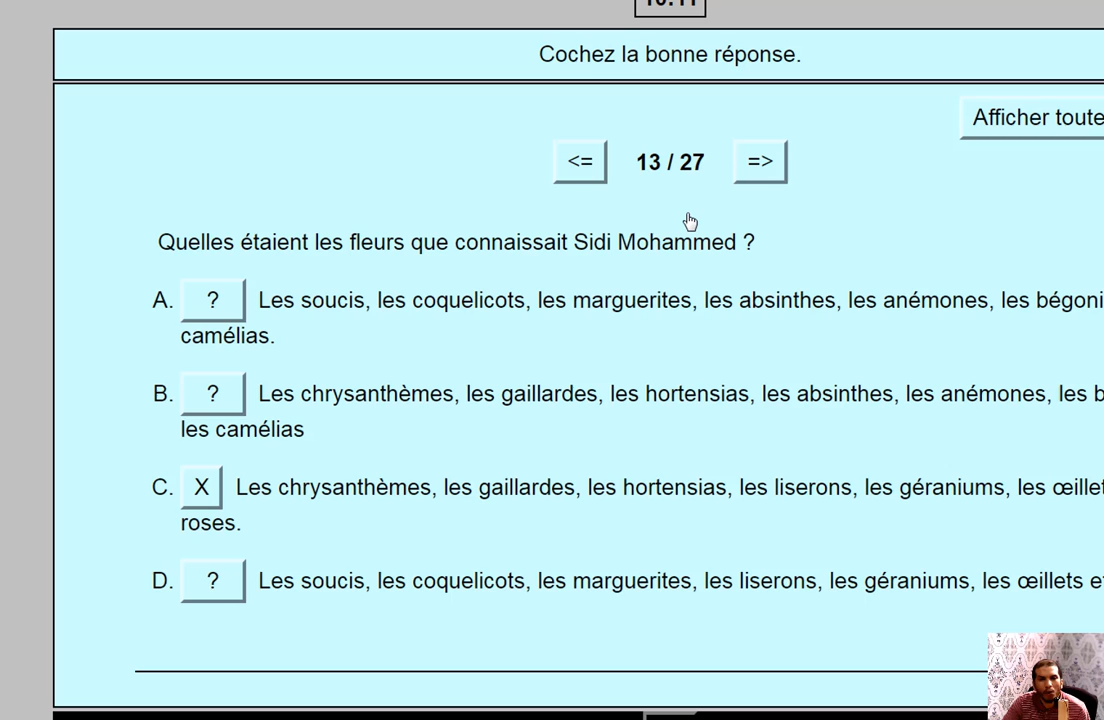 Cochez la bonne réponse.
Afficher toute
<= 13 / 27 =>
Quelles étaient les fleurs que connaissait Sidi Mohammed ?
A. ? Les soucis, les coquelicots, les marguerites, les absinthes, les anémones, les bégoni
camélias.
B. ? Les chrysanthèmes, les gaillardes, les hortensias, les absinthes, les anémones, les b
les camélias
C. X Les chrysanthèmes, les gaillardes, les hortensias, les liserons, les géraniums, les œillet
roses.
D. ? Les soucis, les coquelicots, les marguerites, les liserons, les géraniums, les œillets e